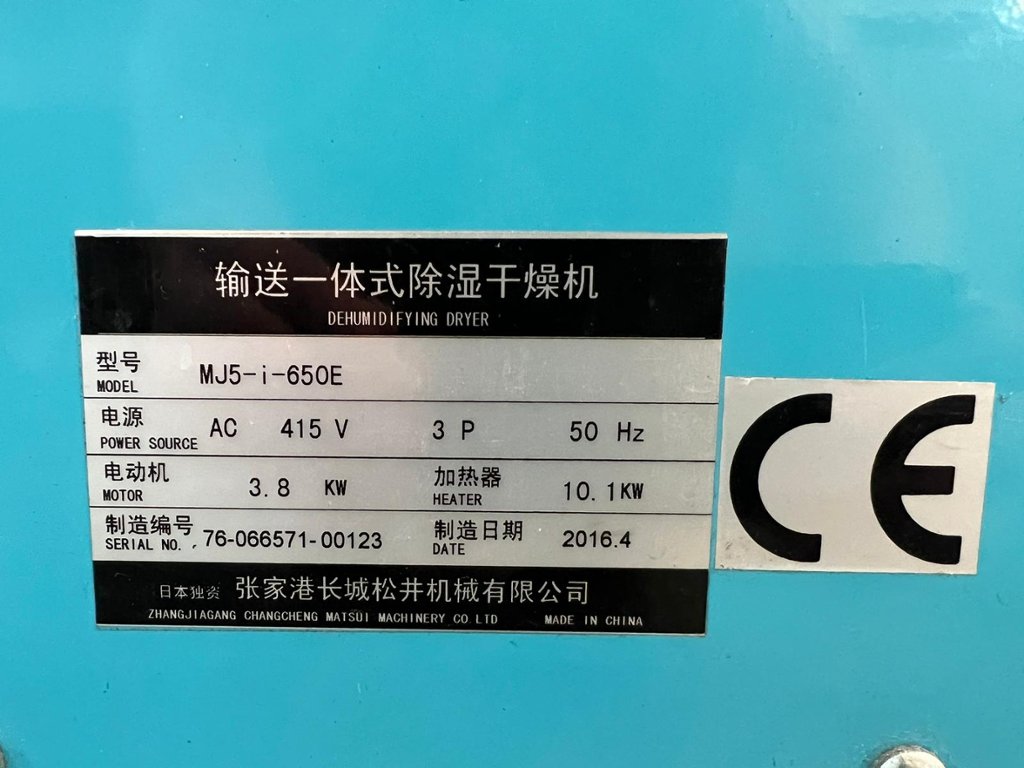 输送一体式除湿干燥机
DEHUMIDIFYING DRYER
型号
MODEL
MJ5-i-650E
电源
POWER SOURCE
AC 415 V 3 P 50 Hz
电动机
MOTOR
3.8 KW
加热器
HEATER
10.1KW
制造编号
SERIAL NO.
76-066571-00123
制造日期
DATE
2016.4
日本独资 张家港长城松井机械有限公司
ZHANGJIAGANG CHANGCHENG MATSUI MACHINERY CO.LTD MADE IN CHINA
CE